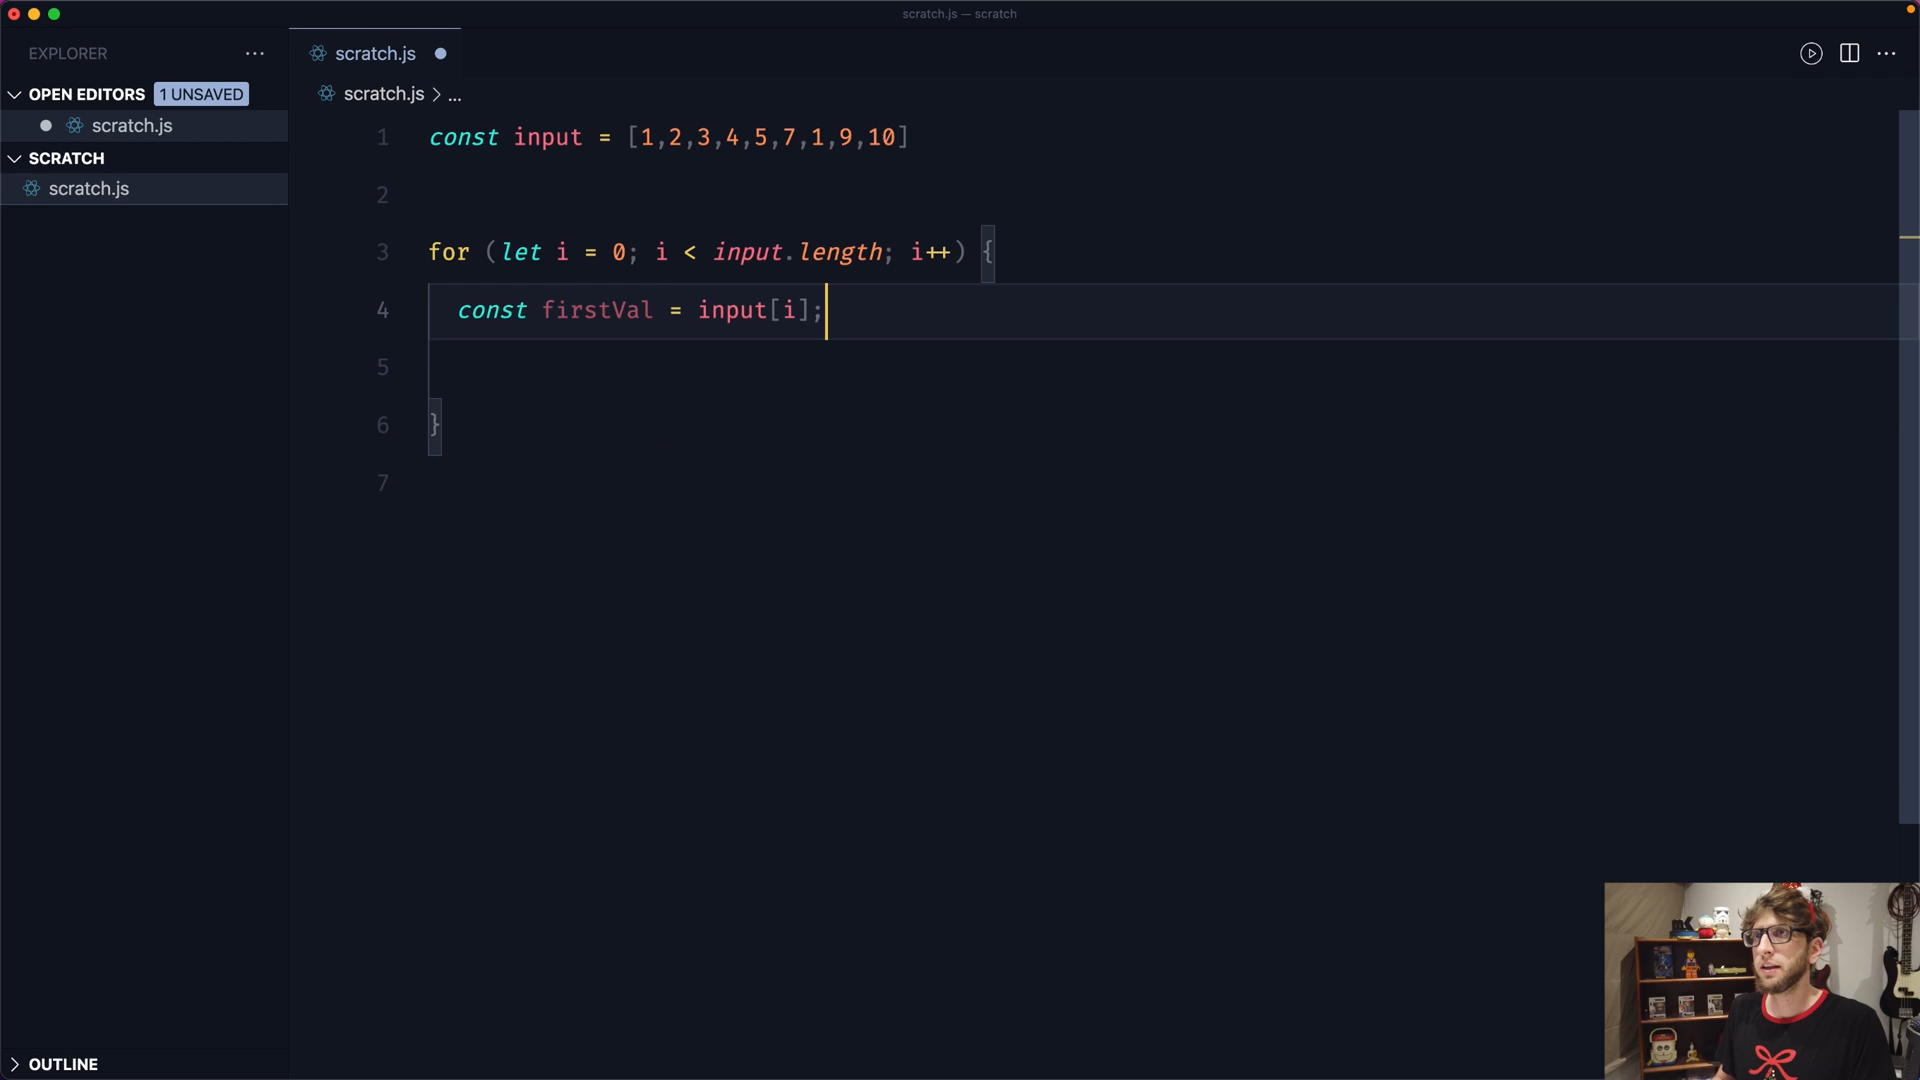 scratch.js — scratch
EXPLORER
OPEN EDITORS 1 UNSAVED
scratch.js
SCRATCH
scratch.js
OUTLINE
scratch.js
scratch.js > ...
1 const input = [1,2,3,4,5,7,1,9,10]
2
3 for (let i = 0; i < input.length; i++) {
4 const firstVal = input[i];
5
6 }
7